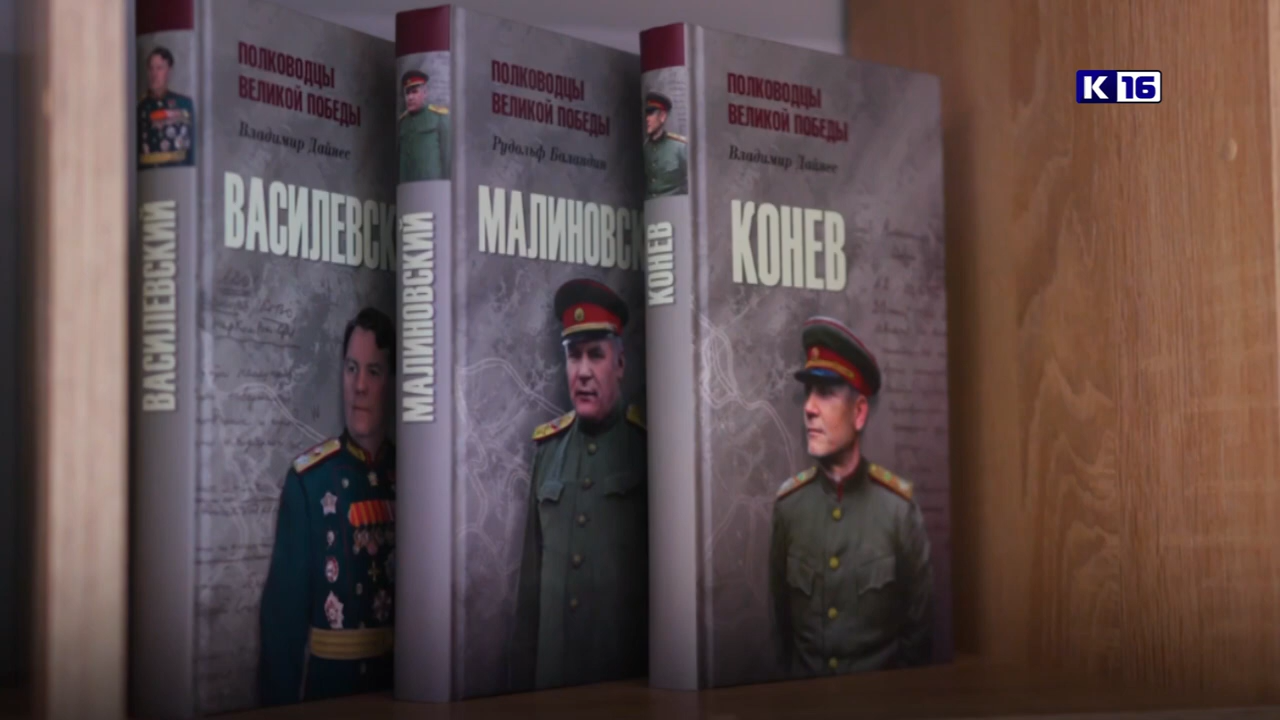 ВАСИЛЕВСКИЙ
ПОЛКОВОДЦЫ
ВЕЛИКОЙ ПОБЕДЫ
Владимир Дайнес
ВАСИЛЕВСК
МАЛИНОВСКИЙ
ПОЛКОВОДЦЫ
ВЕЛИКОЙ ПОБЕДЫ
Рудольф Баландин
МАЛИНОВСК
КОНЕВ
ПОЛКОВОДЦЫ
ВЕЛИКОЙ ПОБЕДЫ
Владимир Дайнес
КОНЕВ
К 16